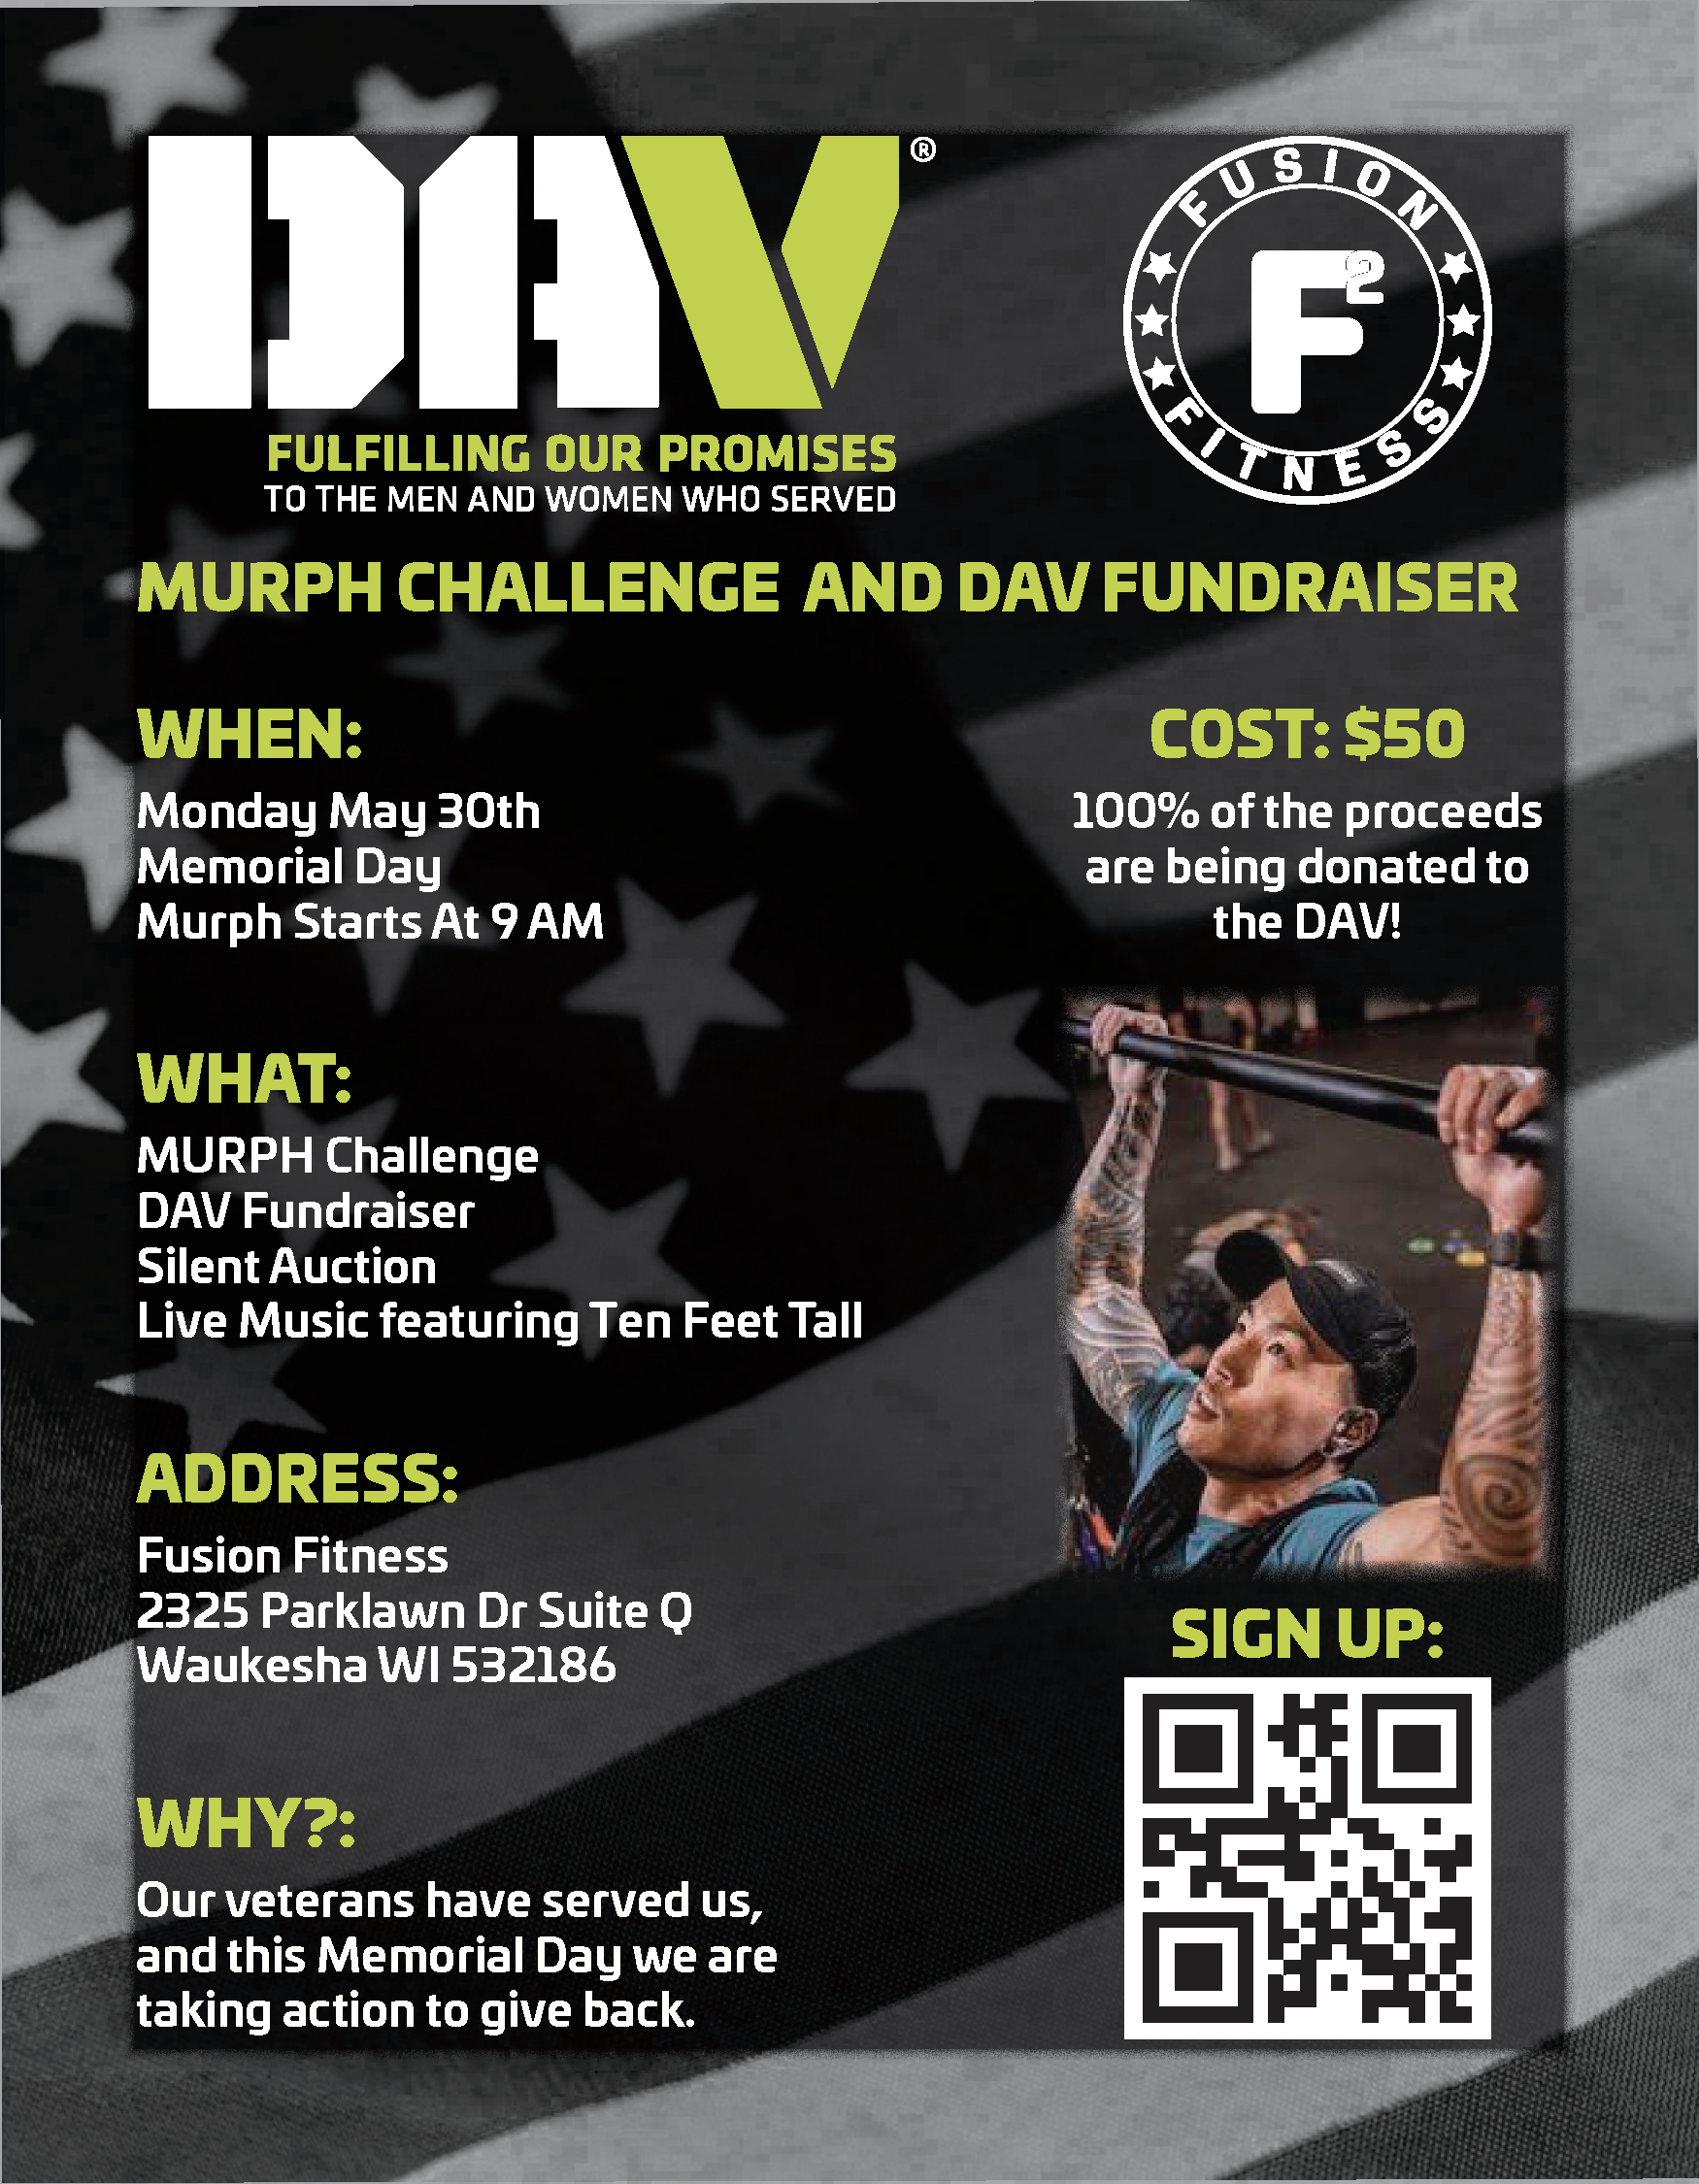 DAV®
FULFILLING OUR PROMISES
TO THE MEN AND WOMEN WHO SERVED
FUSION
F2
FITNESS
MURPH CHALLENGE AND DAV FUNDRAISER
WHEN:
Monday May 30th
Memorial Day
Murph Starts At 9 AM
COST: $50
100% of the proceeds
are being donated to
the DAV!
WHAT:
MURPH Challenge
DAV Fundraiser
Silent Auction
Live Music featuring Ten Feet Tall
ADDRESS:
Fusion Fitness
2325 Parklawn Dr Suite Q
Waukesha WI 532186
SIGN UP:
WHY?:
Our veterans have served us,
and this Memorial Day we are
taking action to give back.